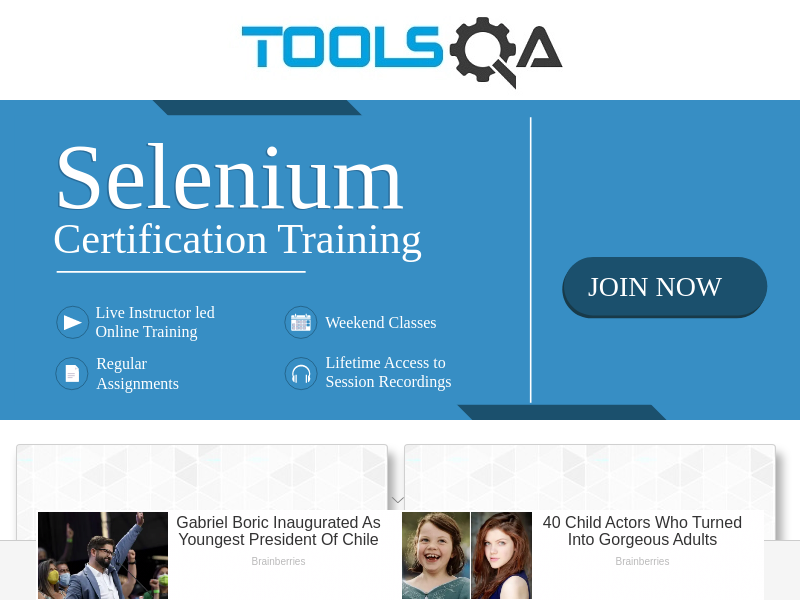 TOOLSQA
Selenium
Certification Training
JOIN NOW
Live Instructor led
Online Training
Weekend Classes
Regular
Assignments
Lifetime Access to
Session Recordings
Gabriel Boric Inaugurated As
Youngest President Of Chile
Brainberries
40 Child Actors Who Turned
Into Gorgeous Adults
Brainberries